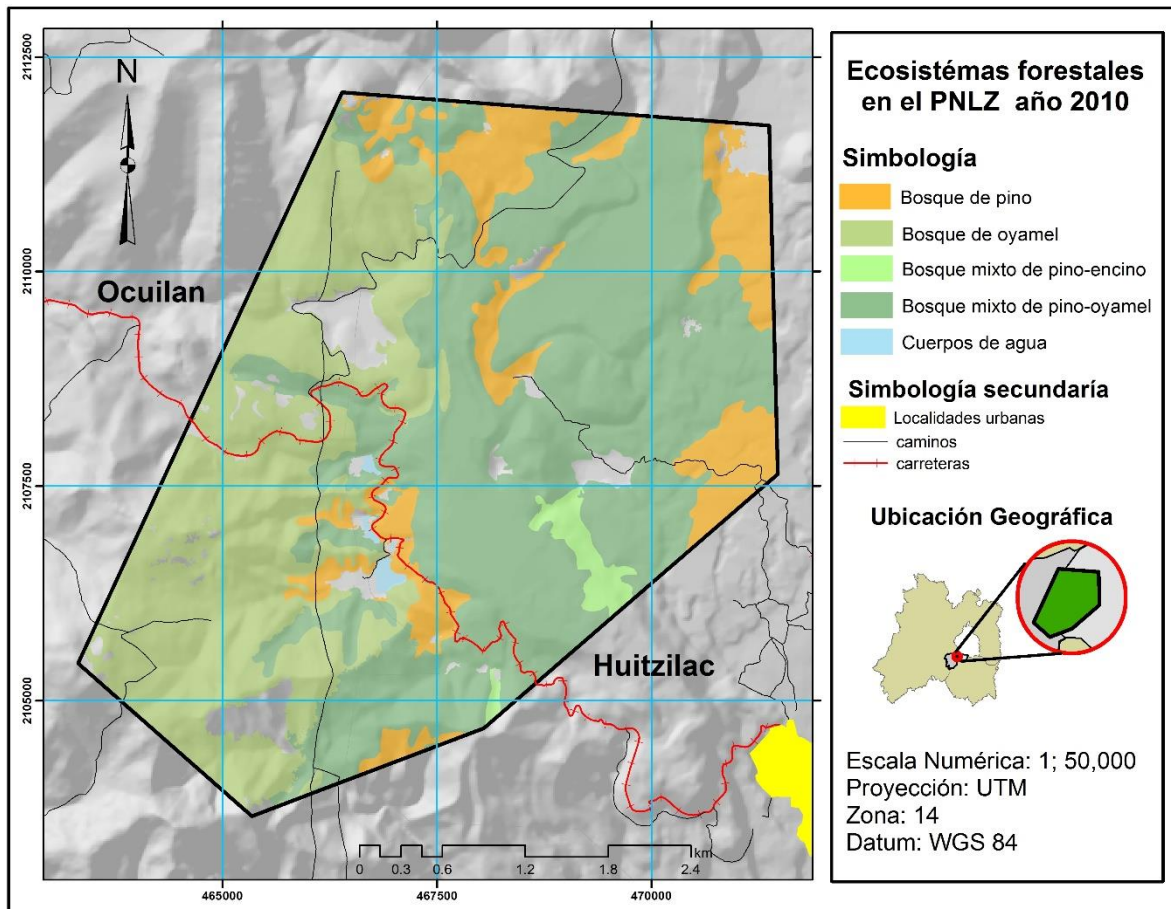 2112500
2110000
2107500
2105000
N
Ocuilan
Huitzilac
km
0 0.3 0.6 1.2 1.8 2.4
465000 467500 470000
Ecosistémas forestales
en el PNLZ año 2010
Simbología
Bosque de pino
Bosque de oyamel
Bosque mixto de pino-encino
Bosque mixto de pino-oyamel
Cuerpos de agua
Simbología secundaría
Localidades urbanas
caminos
carreteras
Ubicación Geográfica
Escala Numérica: 1; 50,000
Proyección: UTM
Zona: 14
Datum: WGS 84